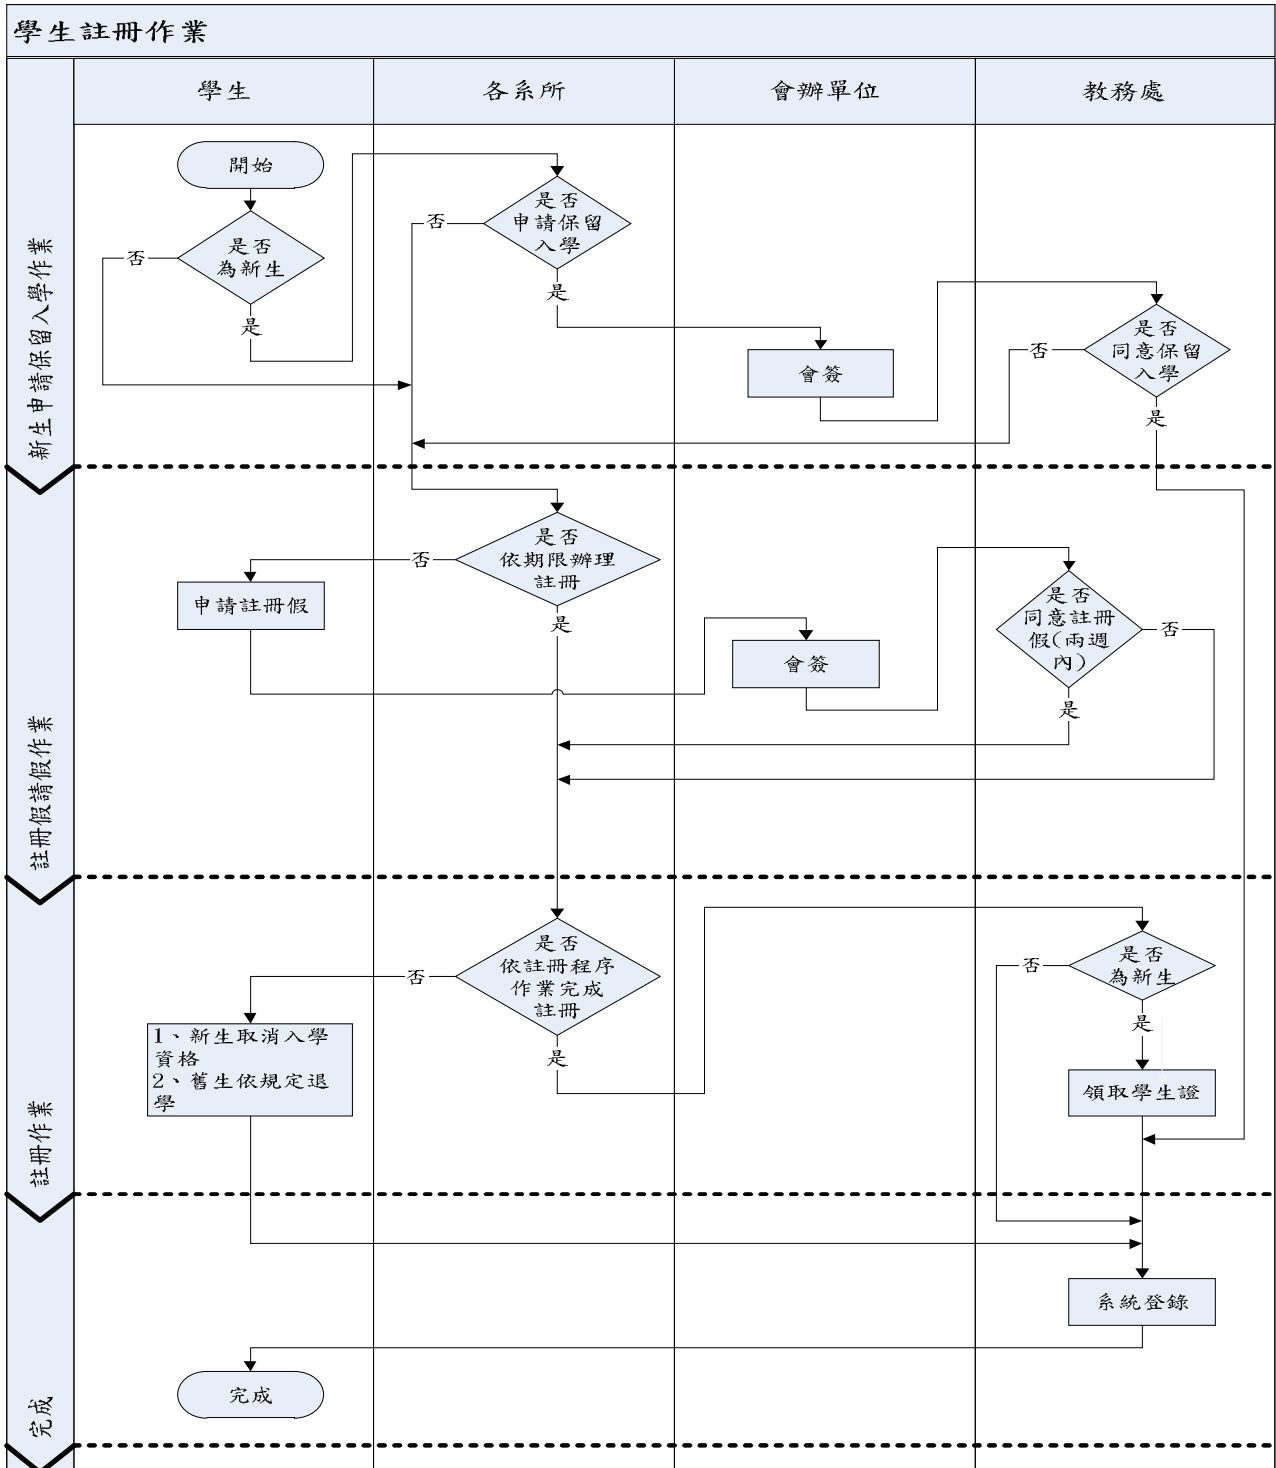 學生註冊作業
學生
各系所
會辦單位
教務處
新生申請保留入學作業
開始
是否
為新生
否
是
是否
申請保留
入學
否
是
會簽
是否
同意保留
入學
否
是
註冊假請假作業
是否
依期限辦理
註冊
否
是
申請註冊假
會簽
是否
同意註冊
假(兩週
內)
否
是
註冊作業
是否
依註冊程序
作業完成
註冊
否
是
1、新生取消入學
資格
2、舊生依規定退
學
是否
為新生
否
是
領取學生證
完成
系統登錄
完成